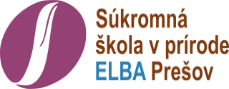 Súkromná
škola v prírode
ELBA Prešov